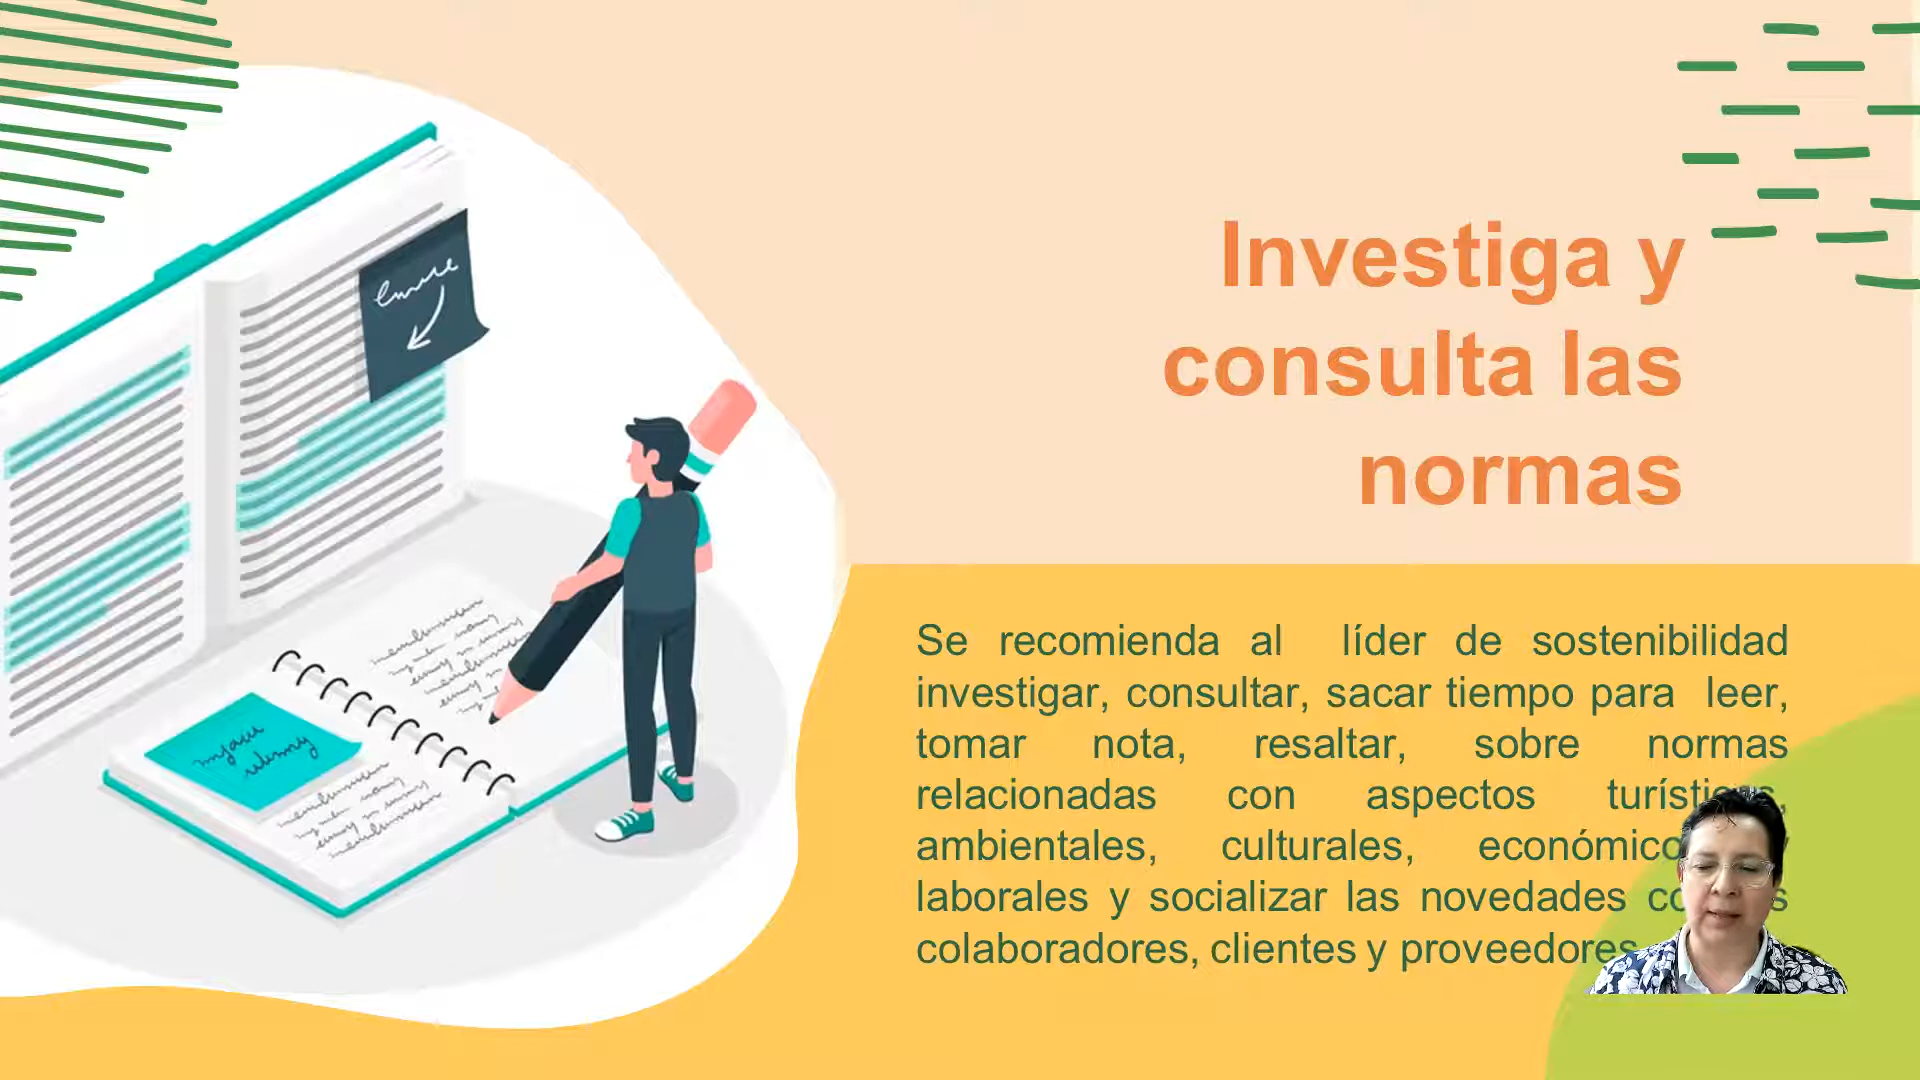 Investiga y
consulta las
normas
Se recomienda al líder de sostenibilidad
investigar, consultar, sacar tiempo para leer,
tomar nota, resaltar, sobre normas
relacionadas con aspectos
ambientales, culturales,
laborales y socializar las novedades
colaboradores, clientes y proveedores